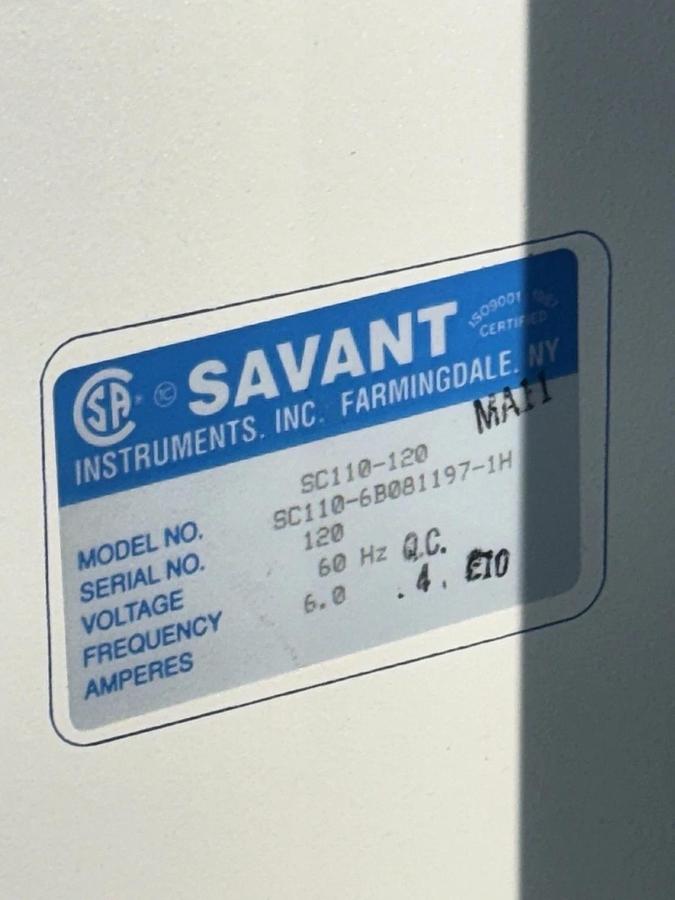 SA
SAVANT
ISO9001
CERTIFIED
INSTRUMENTS, INC. FARMINGDALE, NY
MODEL NO. SC110-120
SERIAL NO. SC110-6B081197-1H
VOLTAGE 120
FREQUENCY 60 Hz Q.C.
AMPERES 6.0 .4.